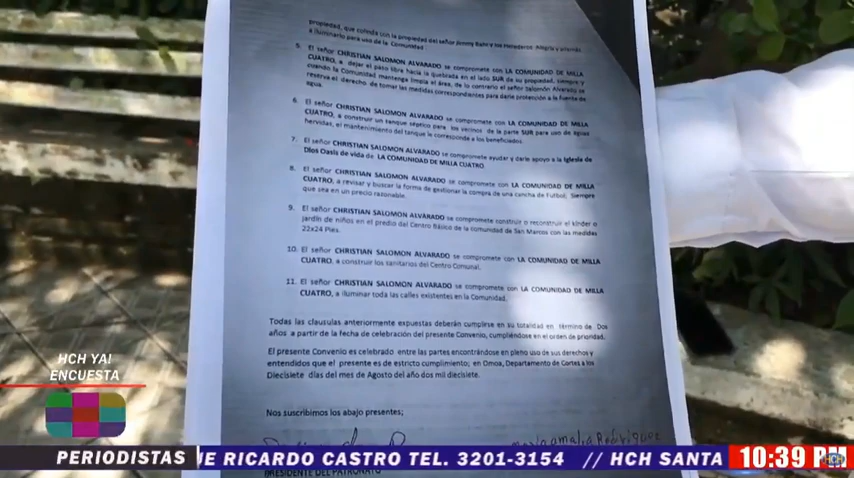 propiedad, que colinda con la propiedad del señor Jimmy Bahr y los Herederos Alegria y además
a iluminarlo para uso de la Comunidad
5. El señor CHRISTIAN SALOMON ALVARADO se compromete con LA COMUNIDAD DE MILLA
CUATRO, a dejar el paso libre hacia la quebrada en el lado SUR de su propiedad, siempre y
cuando la Comunidad mantenga limpia el área, de lo contrario el señor Salomón Alvarado se
reserva el derecho de tomar las medidas correspondientes para darle protección a la fuente de
agua.
6. El señor CHRISTIAN SALOMON ALVARADO se compromete con LA COMUNIDAD DE MILLA
CUATRO, a construir un tanque séptico para los vecinos de la parte SUR para uso de aguas
hervidas, el mantenimiento del tanque le corresponde a los beneficiados.
7. El señor CHRISTIAN SALOMON ALVARADO se compromete ayudar y darle apoyo a la Iglesia de
Dios Oasis de vida de LA COMUNIDAD DE MILLA CUATRO.
8. El señor CHRISTIAN SALOMON ALVARADO se compromete con LA COMUNIDAD DE MILLA
CUATRO, a revisar y buscar la forma de gestionar la compra de una cancha de Futbol, Siempre
que sea en un precio razonable.
9. El señor CHRISTIAN SALOMON ALVARADO se compromete construir o reconstruir el kínder o
jardín de niños en el predio del Centro Básico de la comunidad de San Marcos con las medidas
22x24 Pies.
10. El señor CHRISTIAN SALOMON ALVARADO se compromete con LA COMUNIDAD DE MILLA
CUATRO, a construir los sanitarios del Centro Comunal.
11. El señor CHRISTIAN SALOMON ALVARADO se compromete con LA COMUNIDAD DE MILLA
CUATRO, a iluminar toda las calles existentes en la Comunidad.
Todas las clausulas anteriormente expuestas deberán cumplirse en su totalidad en término de Dos
años a partir de la fecha de celebración del presente Convenio, cumpliéndose en el orden de prioridad.
El presente Convenio es celebrado entre las partes encontrándose en pleno uso de sus derechos y
entendidos que el presente es de estricto cumplimiento; en Omoa, Departamento de Cortes a los
Diecisiete días del mes de Agosto del año dos mil diecisiete.
Nos suscribimos los abajo presentes;
Maria amalia Rodriguez
PRESIDENTE DEL PATRONATO
HCH YA!
ENCUESTA
PERIODISTAS UE RICARDO CASTRO TEL. 3201-3154 // HCH SANTA 10:39 PM
HCH